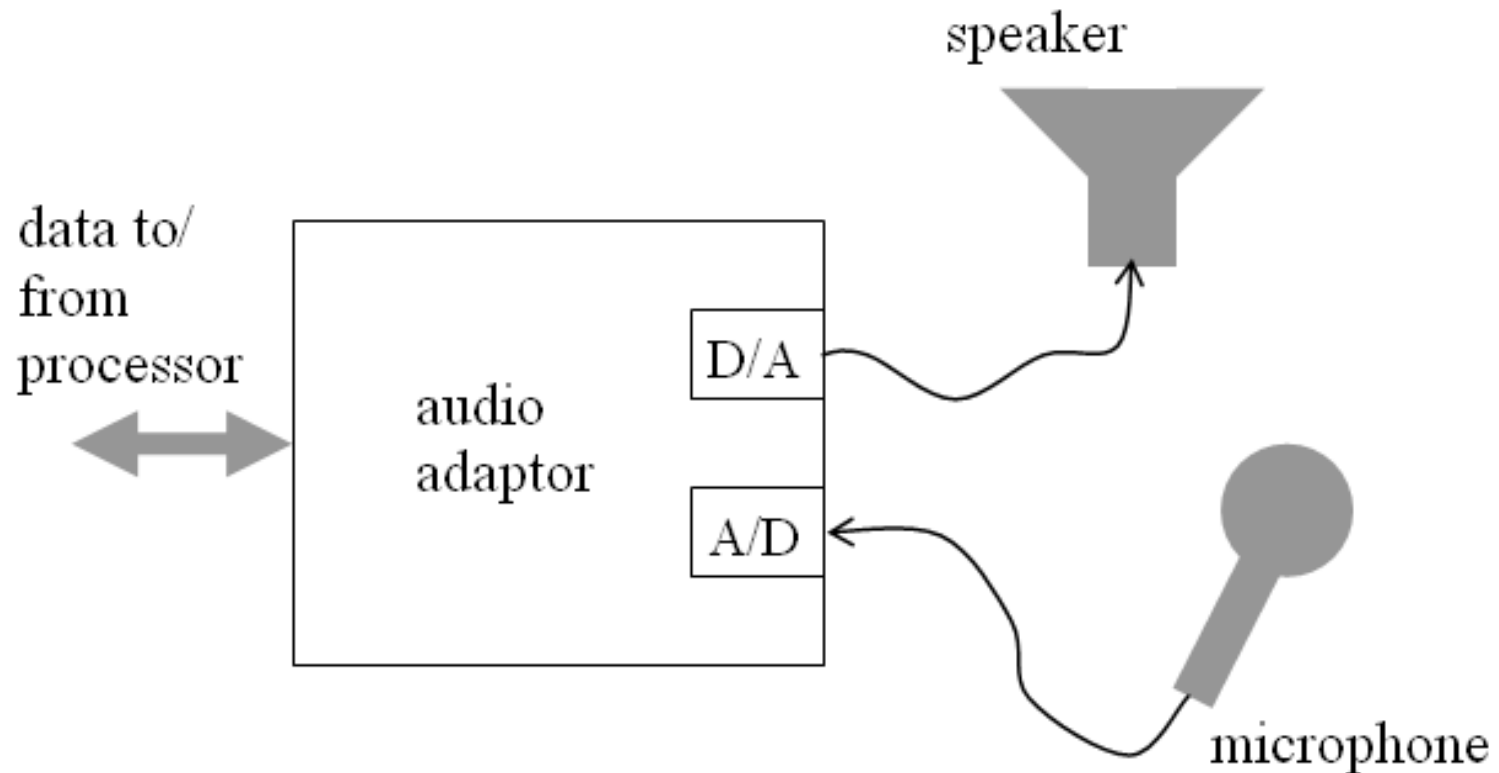 speaker
data to/
from
processor
D/A
audio
adaptor
A/D
microphone